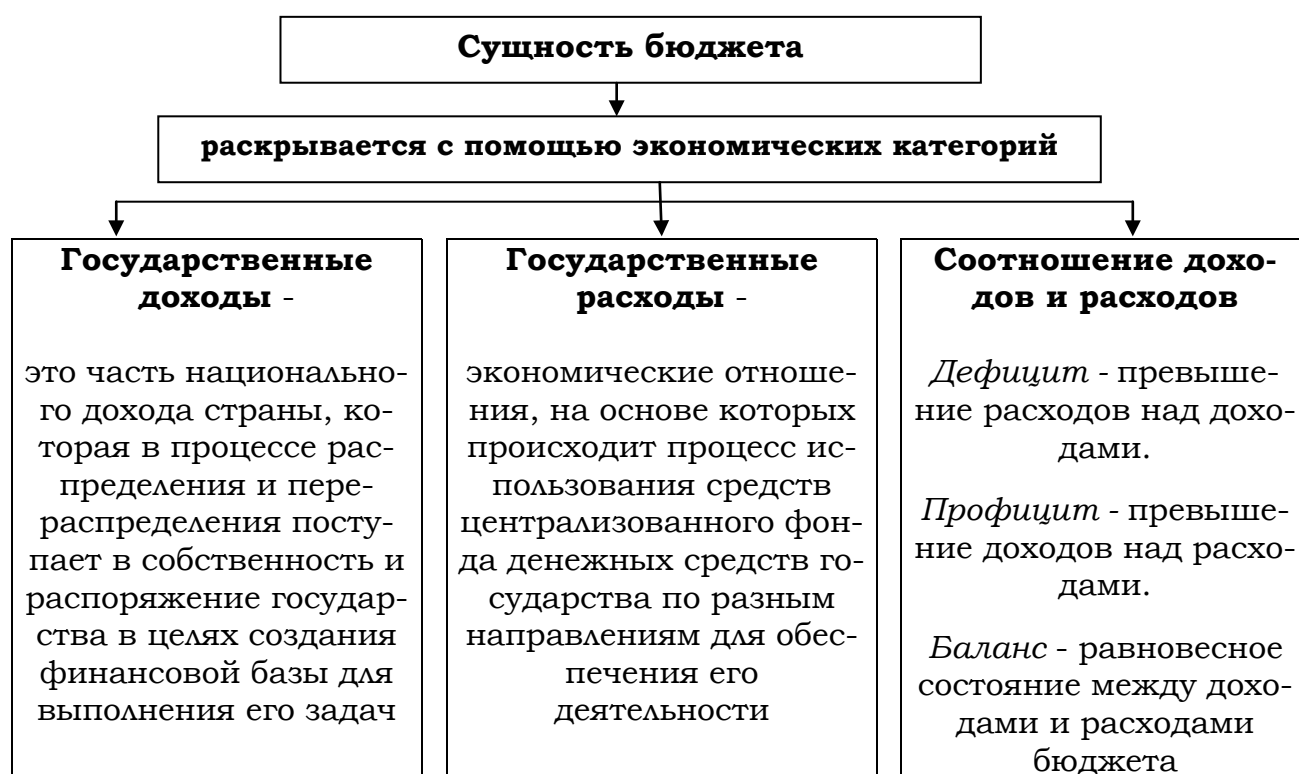 Сущность бюджета
раскрывается с помощью экономических категорий
Государственные
доходы -
это часть национально-
го дохода страны, ко-
торая в процессе рас-
пределения и пере-
распределения посту-
пает в собственность и
распоряжение государ-
ства в целях создания
финансовой базы для
выполнения его задач
Государственные
расходы -
экономические отноше-
ния, на основе которых
происходит процесс ис-
пользования средств
централизованного фон-
да денежных средств го-
сударства по разным
направлениям для обес-
печения его
деятельности
Соотношение дохо-
дов и расходов
Дефицит - превыше-
ние расходов над дохо-
дами.
Профицит - превыше-
ние доходов над расхо-
дами.
Баланс - равновесное
состояние между дохо-
дами и расходами
бюджета